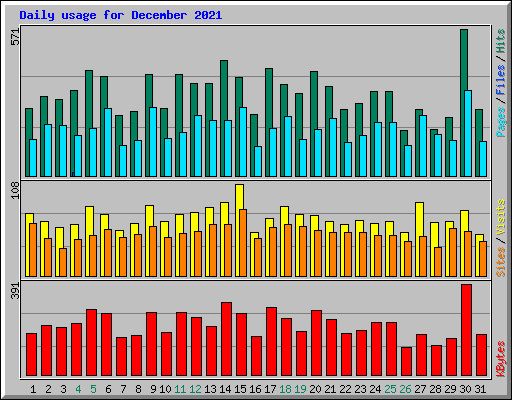 Daily usage for December 2021
571
Pages / Files / Hits
108
Sites / Visits
391
KBytes
1 2 3 4 5 6 7 8 9 10 11 12 13 14 15 16 17 18 19 20 21 22 23 24 25 26 27 28 29 30 31